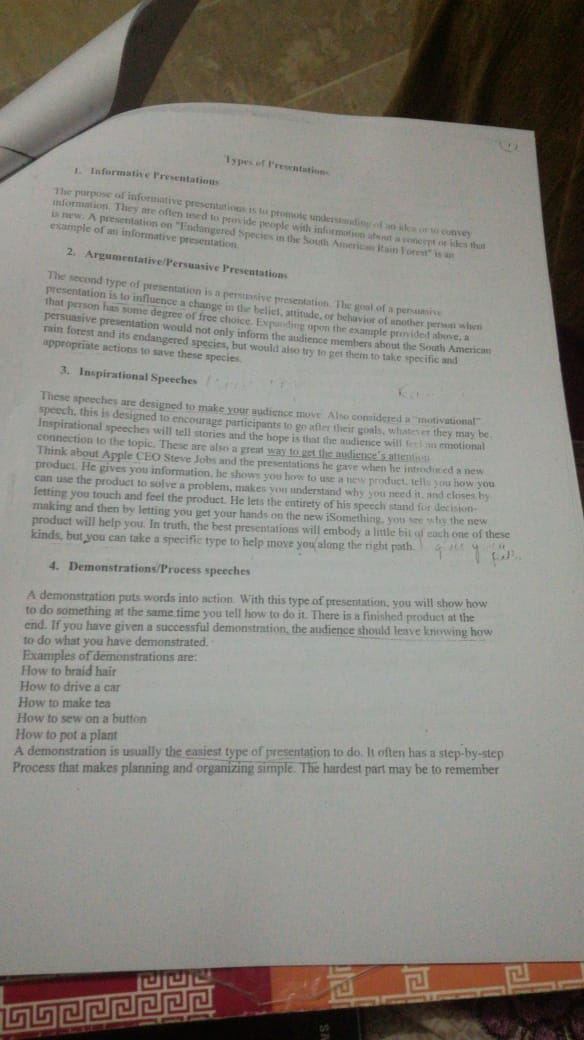 Types of Presentations
1. Informative Presentations
The purpose of informative presentations is to promote understanding of an idea or to convey
information. They are often used to provide people with information about a concept or idea that
is new. A presentation on "Endangered Species in the South American Rain Forest" is an
example of an informative presentation.
2. Argumentative/Persuasive Presentations
The second type of presentation is a persuasive presentation. The goal of a persuasive
presentation is to influence a change in the belief, attitude, or behavior of another person when
that person has some degree of free choice. Expanding upon the example provided above, a
persuasive presentation would not only inform the audience members about the South American
rain forest and its endangered species, but would also try to get them to take specific and
appropriate actions to save these species.
3. Inspirational Speeches
These speeches are designed to make your audience move. Also considered a "motivational"
speech, this is designed to encourage participants to go after their goals, whatever they may be.
Inspirational speeches will tell stories and the hope is that the audience will feel an emotional
connection to the topic. These are also a great way to get the audience's attention.
Think about Apple CEO Steve Jobs and the presentations he gave when he introduced a new
product. He gives you information, he shows you how to use a new product, tells you how you
can use the product to solve a problem, makes you understand why you need it, and closes by
letting you touch and feel the product. He lets the entirety of his speech stand for decision-
making and then by letting you get your hands on the new iSomething, you see why the new
product will help you. In truth, the best presentations will embody a little bit of each one of these
kinds, but you can take a specific type to help move you along the right path.
4. Demonstrations/Process speeches
A demonstration puts words into action. With this type of presentation, you will show how
to do something at the same time you tell how to do it. There is a finished product at the
end. If you have given a successful demonstration, the audience should leave knowing how
to do what you have demonstrated.
Examples of demonstrations are:
How to braid hair
How to drive a car
How to make tea
How to sew on a button
How to pot a plant
A demonstration is usually the easiest type of presentation to do. It often has a step-by-step
Process that makes planning and organizing simple. The hardest part may be to remember